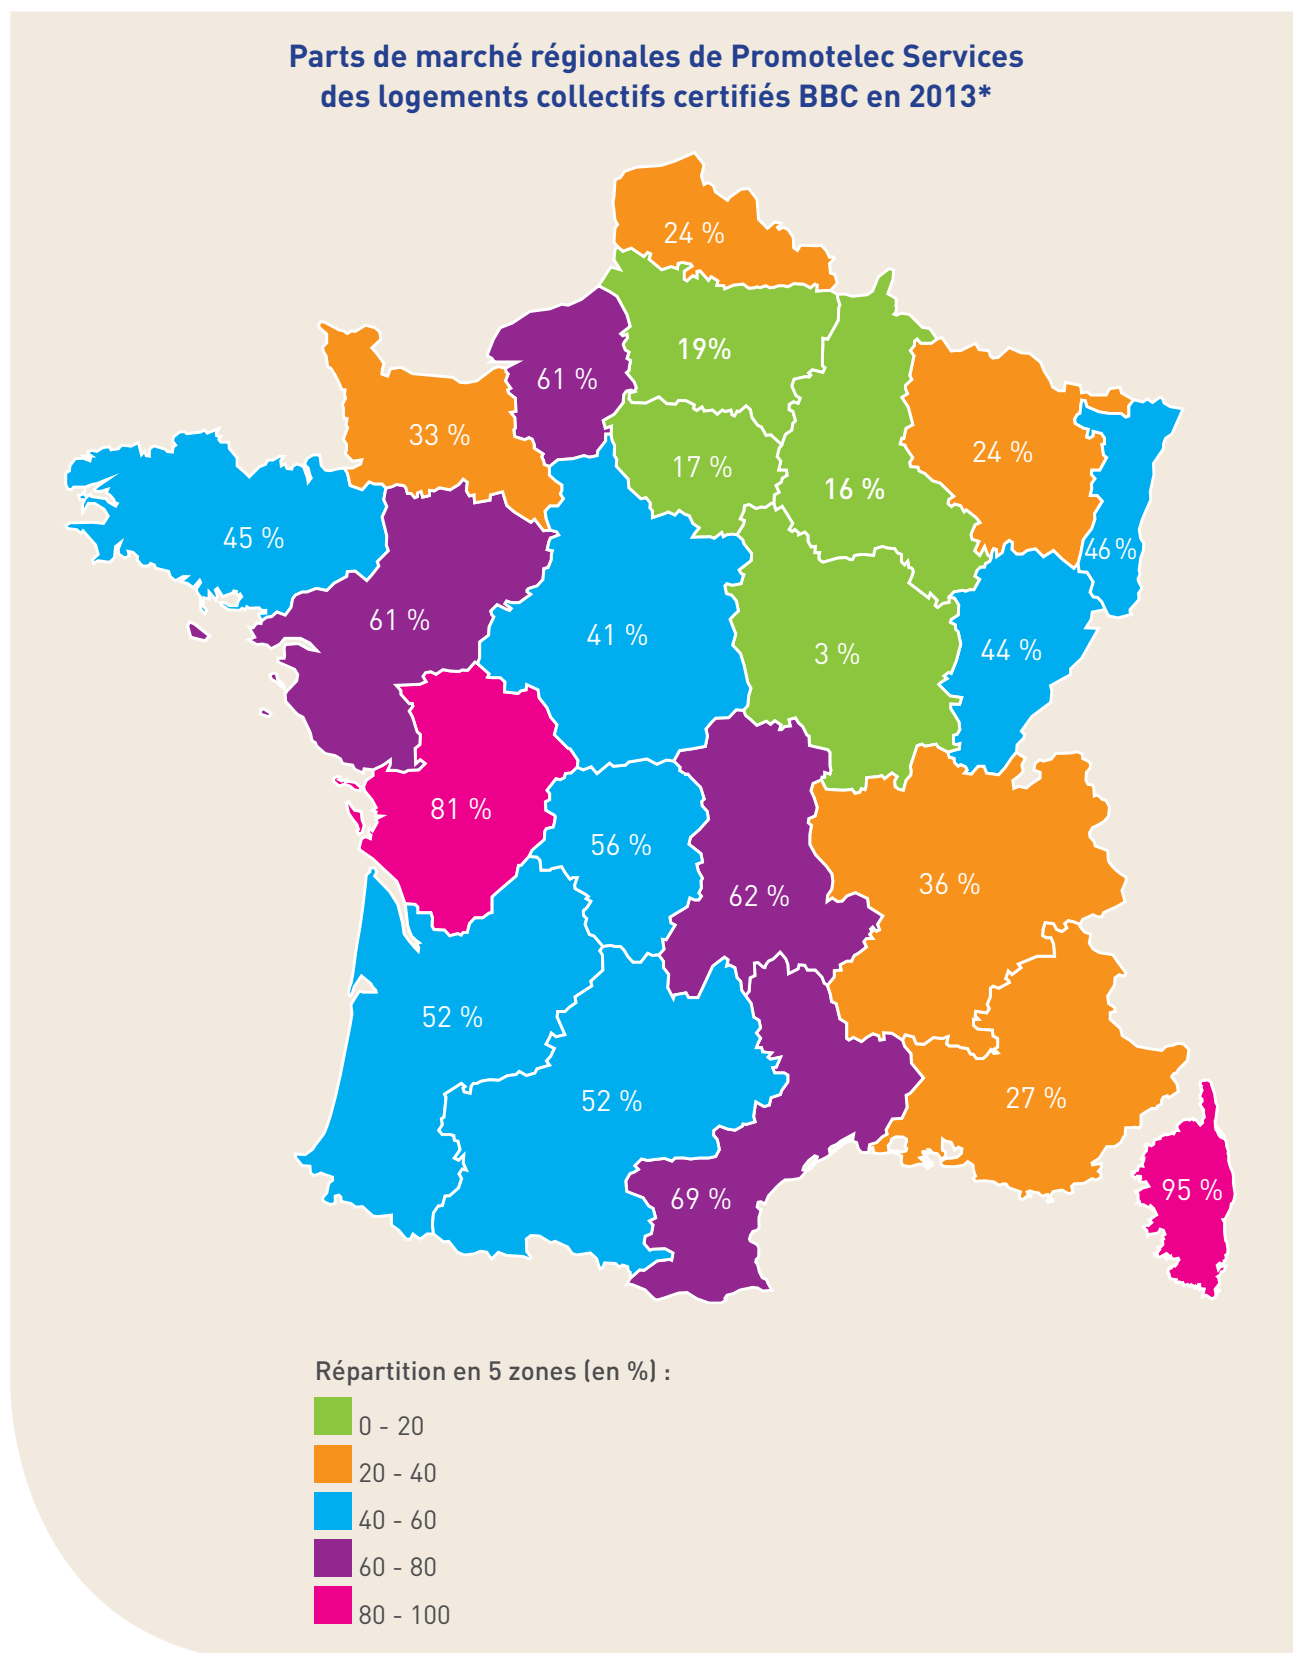 Parts de marché régionales de Promotelec Services
des logements collectifs certifiés BBC en 2013*
24 %
19%
61 %
33 %
17 %
24 %
16 %
45 %
46 %
61 %
41 %
3 %
44 %
81 %
56 %
62 %
36 %
52 %
52 %
27 %
69 %
95 %
Répartition en 5 zones (en %) :
0 - 20
20 - 40
40 - 60
60 - 80
80 - 100